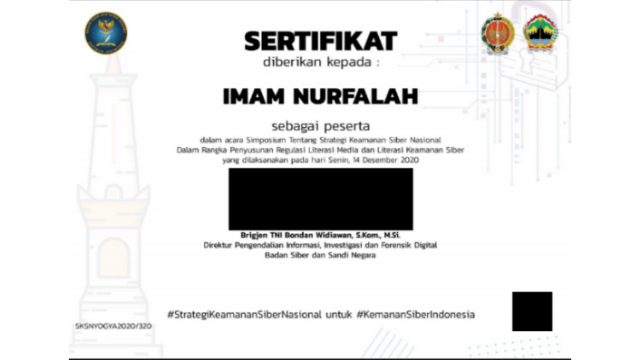 SERTIFIKAT
diberikan kepada :
IMAM NURFALAH
sebagai peserta
dalam acara Simposium Tentang Strategi Keamanan Siber Nasional
Dalam Rangka Penyusunan Regulasi Literasi Media dan Literasi Keamanan Siber
yang dilaksanakan pada hari Senin, 14 Desember 2020
Brigjen TNI Bondan Widiawan, S.Kom., M.Si.
Direktur Pengendalian Informasi, Investigasi dan Forensik Digital
Badan Siber dan Sandi Negara
#StrategiKeamananSiberNasional untuk #KemananSiberIndonesia
SKSNYOGYA2020/320